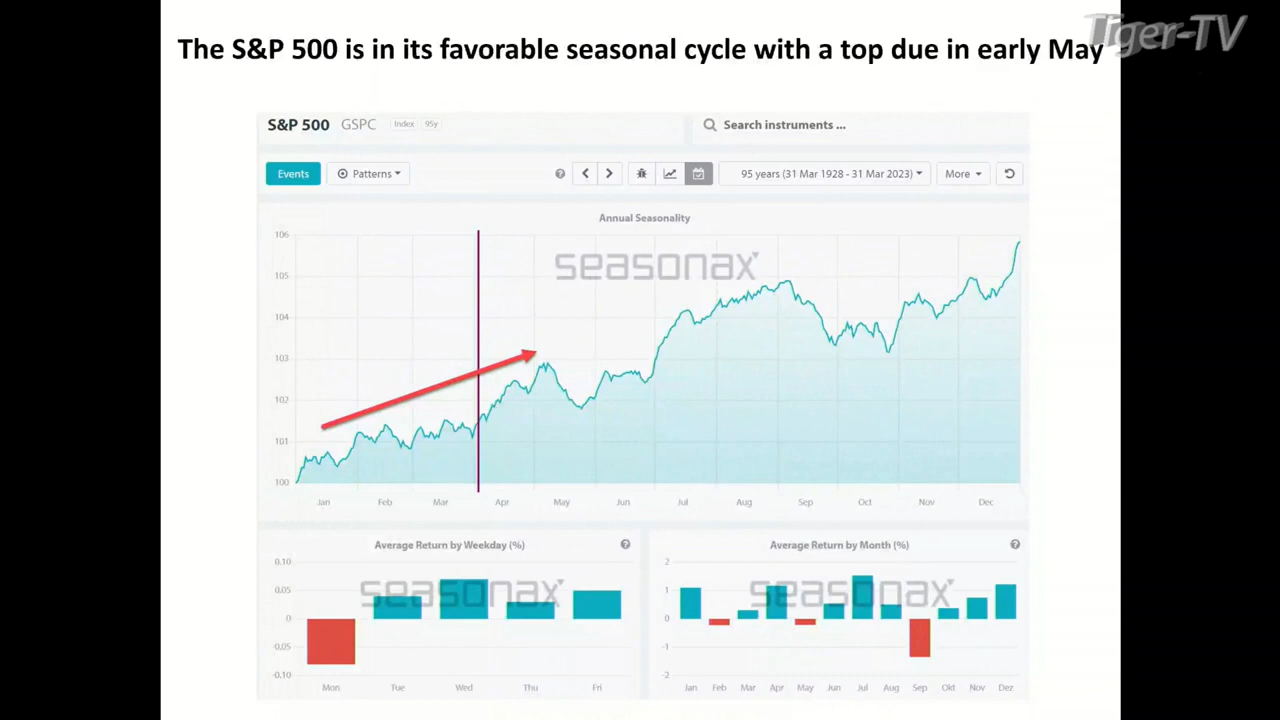 Tiger-TV
The S&P 500 is in its favorable seasonal cycle with a top due in early May
S&P 500 GSPC Index 95y
Search instruments ...
Events Patterns
95 years (31 Mar 1928 - 31 Mar 2023) More
Annual Seasonality
seasonax
106
105
104
103
102
101
100
Jan Feb Mar Apr May Jun Jul Aug Sep Oct Nov Dec
Average Return by Weekday (%)
seasonax
0.10
0.05
0
0.05
-0.10
Mon Tue Wed Thu Fri
Average Return by Month (%)
seasonax
2
1
0
-1
-2
Jan Feb Mar Apr May Jun Jul Aug Sep Okt Nov Dez